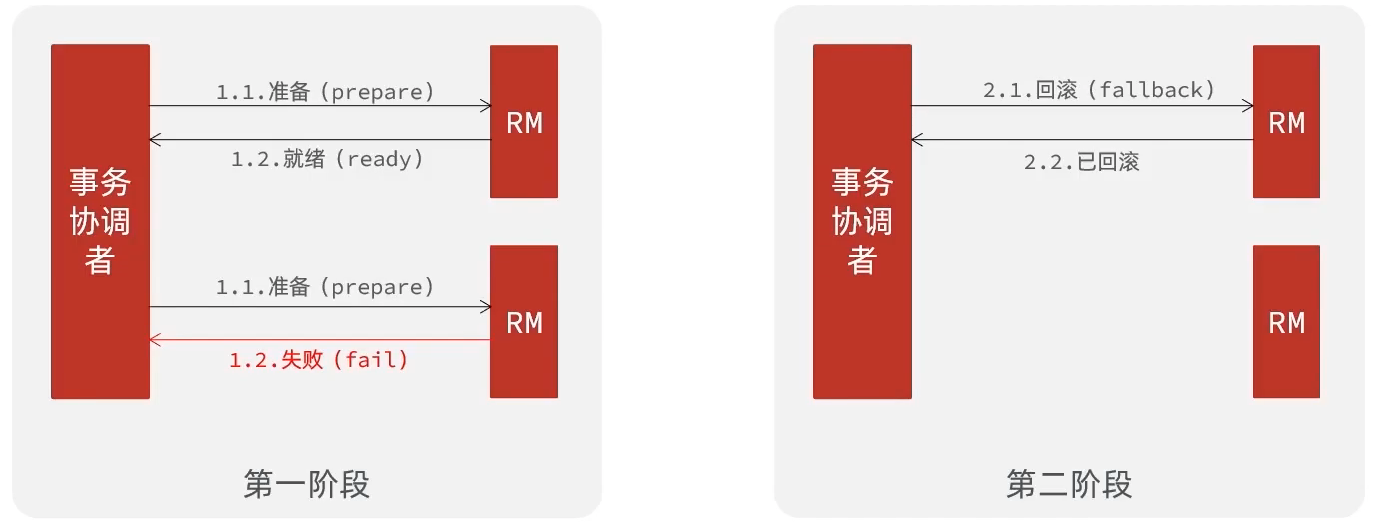 1.1.准备(prepare)
RM
1.2.就绪(ready)
事务
协调
者
1.1.准备(prepare)
RM
1.2.失败(fail)
第一阶段
2.1.回滚(fallback)
RM
2.2.已回滚
事务
协调
者
RM
第二阶段